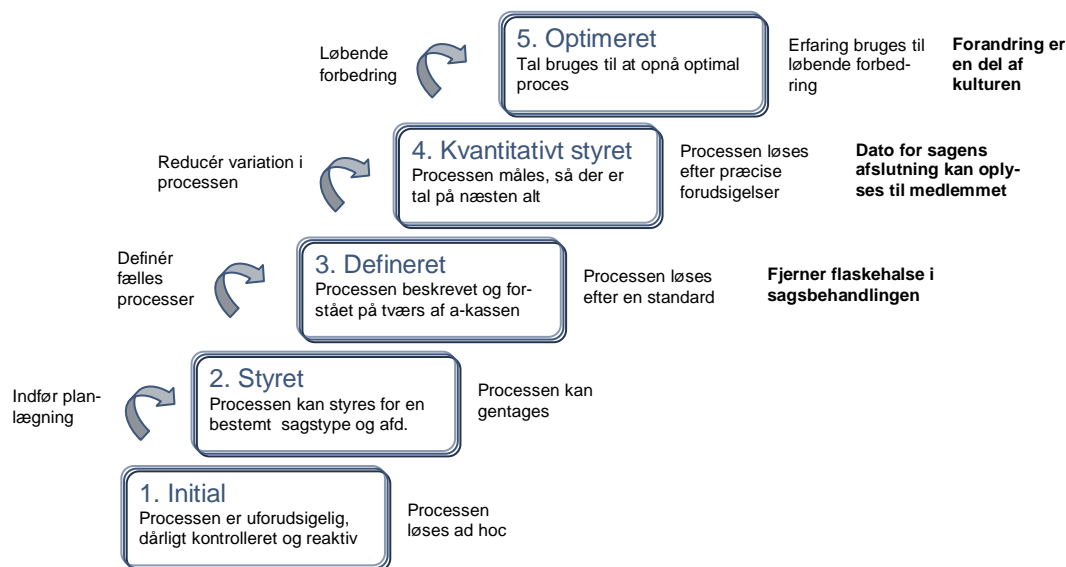 Løbende
forbedring
5. Optimeret
Tal bruges til at opnå optimal
proces
Erfaring bruges til
løbende forbed-
ring
Forandring er
en del af
kulturen
Reducér variation i
processen
4. Kvantitativt styret
Processen måles, så der er
tal på næsten alt
Processen løses
efter præcise
forudsigelser
Dato for sagens
afslutning kan oply-
ses til medlemmet
Definér
fælles
processer
3. Defineret
Processen beskrevet og for-
stået på tværs af a-kassen
Processen løses
efter en standard
Fjerner flaskehalse i
sagsbehandlingen
Indfør plan-
lægning
2. Styret
Processen kan styres for en
bestemt sagstype og afd.
Processen kan
gentages
1. Initial
Processen er uforudsigelig,
dårligt kontrolleret og reaktiv
Processen
løses ad hoc